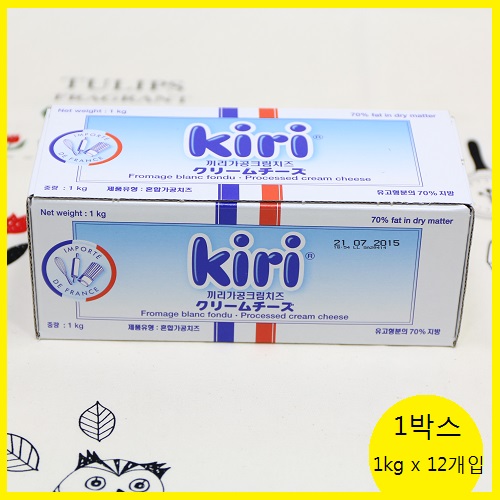 TULIPS
FRAGRANT
Net weight : 1 kg
70% fat in dry matter
kiri®
IMPORTE DE FRANCE
끼리가공크림치즈
クリームチーズ
Fromage blanc fondu - Processed cream cheese
중량 : 1 kg
제품유형 : 혼합가공치즈
유고형분의 70% 지방
Net weight : 1 kg
70% fat in dry matter
21 07 2015
kiri®
IMPORTE DE FRANCE
끼리가공크림치즈
クリームチーズ
Fromage blanc fondu - Processed cream cheese
중량 : 1 kg
제품유형 : 혼합가공치즈
유고형분의 70% 지방
1박스
1kg x 12개입